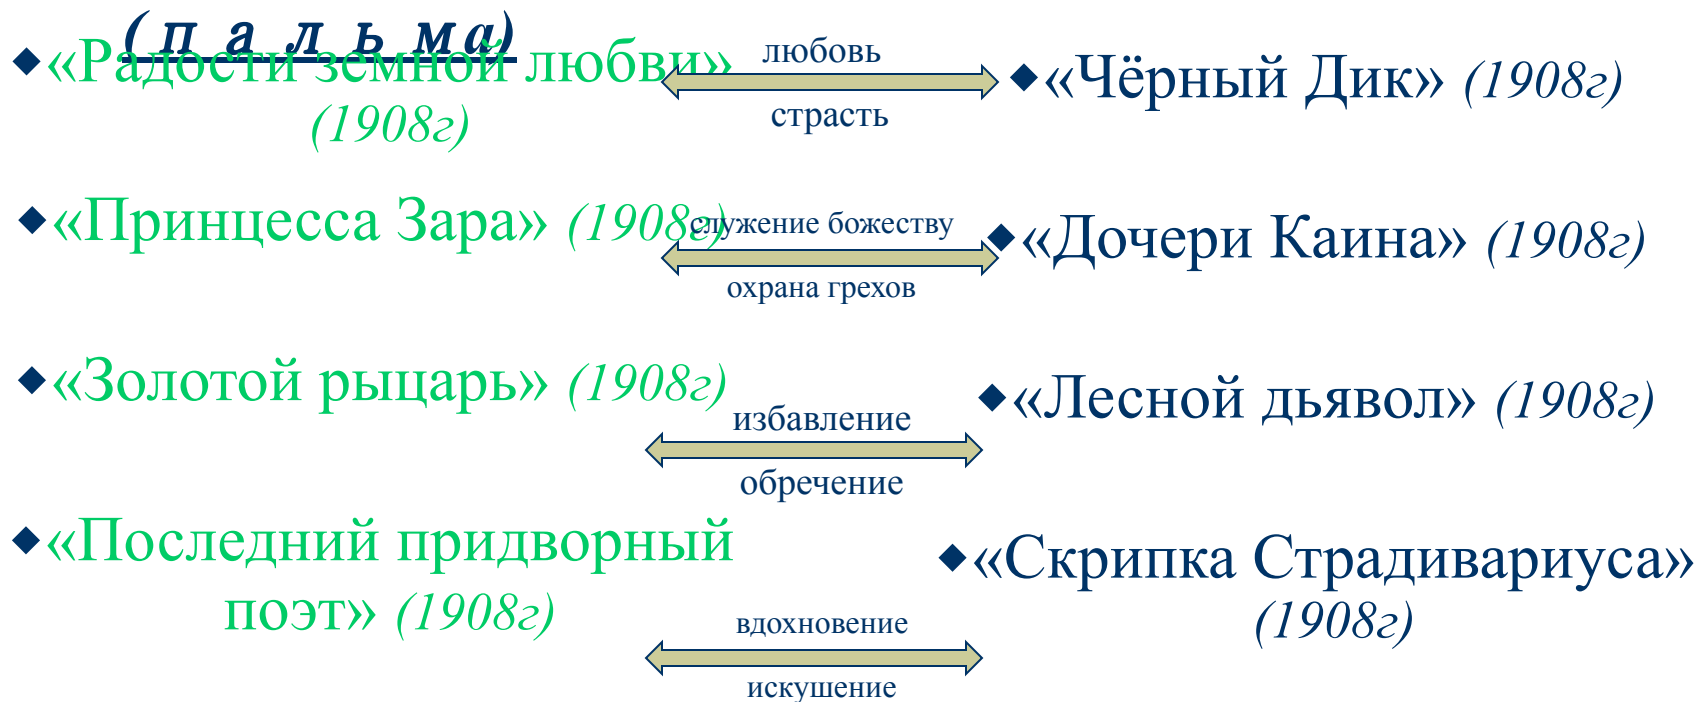 (пальма)
«Радости земной любви»
(1908г)
любовь
страсть
«Чёрный Дик» (1908г)
«Принцесса Зара» (1908г)
служение божеству
охрана грехов
«Дочери Каина» (1908г)
«Золотой рыцарь» (1908г)
избавление
обречение
«Лесной дьявол» (1908г)
«Последний придворный
поэт» (1908г)
вдохновение
искушение
«Скрипка Страдивариуса»
(1908г)